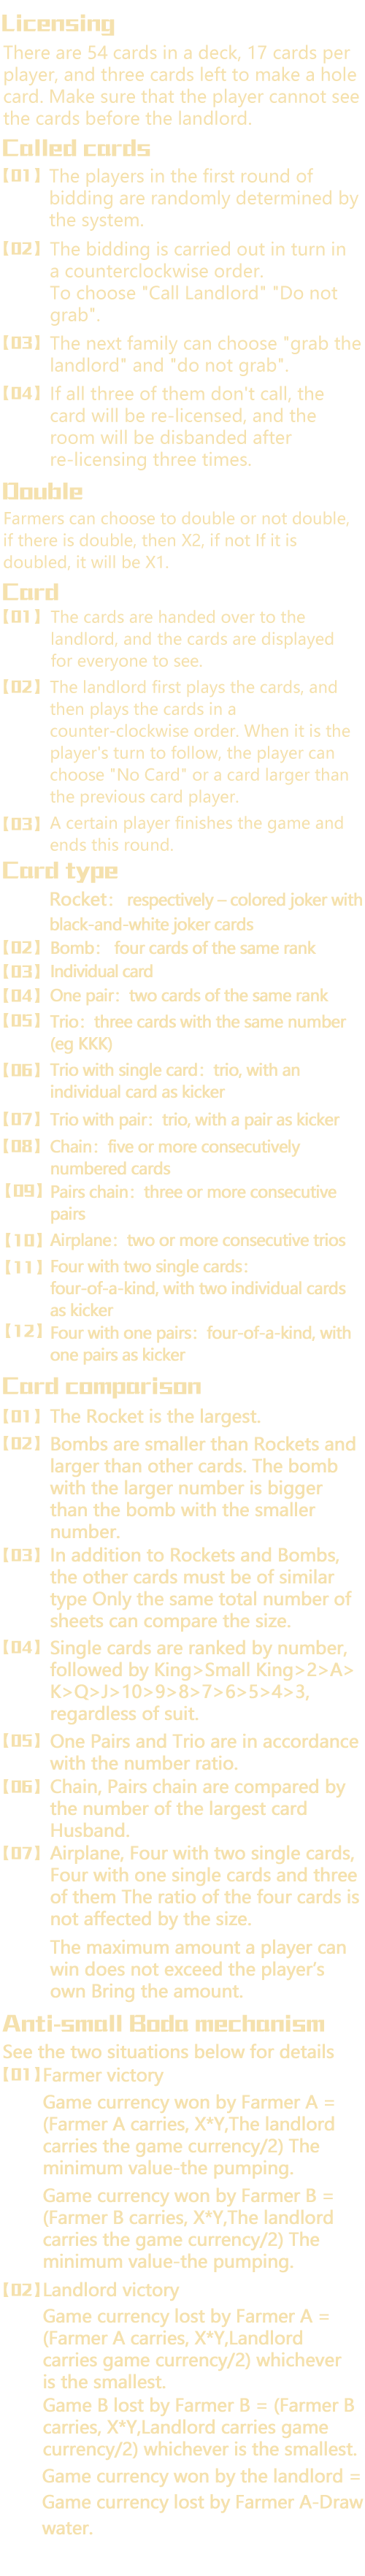 Licensing
There are 54 cards in a deck, 17 cards per
player, and three cards left to make a hole
card. Make sure that the player cannot see
the cards before the landlord.
Called cards
【01】 The players in the first round of
bidding are randomly determined by
the system.
【02】 The bidding is carried out in turn in
a counterclockwise order.
To choose "Call Landlord" "Do not
grab".
【03】 The next family can choose "grab the
landlord" and "do not grab".
【04】 If all three of them don't call, the
card will be re-licensed, and the
room will be disbanded after
re-licensing three times.
Double
Farmers can choose to double or not double,
if there is double, then X2, if not If it is
doubled, it will be X1.
Card
【01】 The cards are handed over to the
landlord, and the cards are displayed
for everyone to see.
【02】 The landlord first plays the cards, and
then plays the cards in a
counter-clockwise order. When it is the
player's turn to follow, the player can
choose "No Card" or a card larger than
the previous card player.
【03】 A certain player finishes the game and
ends this round.
Card type
Rocket： respectively – colored joker with
black-and-white joker cards
【02】 Bomb： four cards of the same rank
【03】 Individual card
【04】 One pair：two cards of the same rank
【05】 Trio：three cards with the same number
(eg KKK)
【06】 Trio with single card：trio, with an
individual card as kicker
【07】 Trio with pair：trio, with a pair as kicker
【08】 Chain：five or more consecutively
numbered cards
【09】 Pairs chain：three or more consecutive
pairs
【10】 Airplane：two or more consecutive trios
【11】 Four with two single cards：
four-of-a-kind, with two individual cards
as kicker
【12】 Four with one pairs：four-of-a-kind, with
one pairs as kicker
Card comparison
【01】 The Rocket is the largest.
【02】 Bombs are smaller than Rockets and
larger than other cards. The bomb
with the larger number is bigger
than the bomb with the smaller
number.
【03】 In addition to Rockets and Bombs,
the other cards must be of similar
type Only the same total number of
sheets can compare the size.
【04】 Single cards are ranked by number,
followed by King>Small King>2>A>
K>Q>J>10>9>8>7>6>5>4>3,
regardless of suit.
【05】 One Pairs and Trio are in accordance
with the number ratio.
【06】 Chain, Pairs chain are compared by
the number of the largest card
Husband.
【07】 Airplane, Four with two single cards,
Four with one single cards and three
of them The ratio of the four cards is
not affected by the size.
The maximum amount a player can
win does not exceed the player's
own Bring the amount.
Anti-small Boda mechanism
See the two situations below for details
【01】Farmer victory
Game currency won by Farmer A =
(Farmer A carries, X*Y,The landlord
carries the game currency/2) The
minimum value-the pumping.
Game currency won by Farmer B =
(Farmer B carries, X*Y,The landlord
carries the game currency/2) The
minimum value-the pumping.
【02】Landlord victory
Game currency lost by Farmer A =
(Farmer A carries, X*Y,Landlord
carries game currency/2) whichever
is the smallest.
Game B lost by Farmer B = (Farmer B
carries, X*Y,Landlord carries game
currency/2) whichever is the smallest.
Game currency won by the landlord =
Game currency lost by Farmer A-Draw
water.